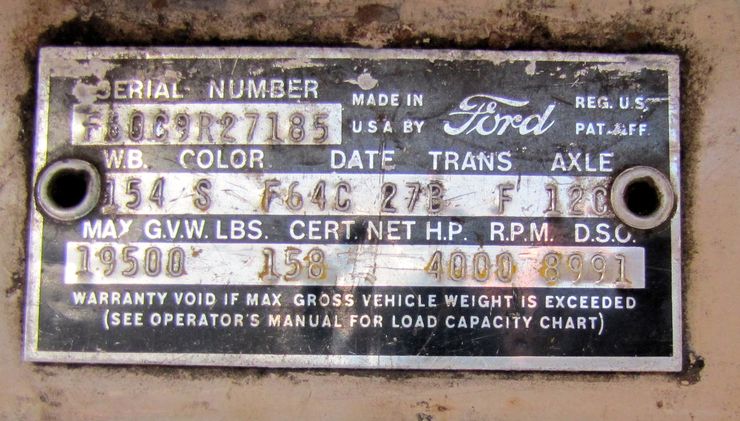 SERIAL NUMBER MADE IN Ford REG. U.S.
F60C9R27185 U S A BY PAT. OFF.
W.B. COLOR DATE TRANS AXLE
154 S F64C 27B F 12C
MAX G.V.W. LBS. CERT. NET H.P. R.P.M. D.S.O.
19500 158 4000 8991
WARRANTY VOID IF MAX GROSS VEHICLE WEIGHT IS EXCEEDED
(SEE OPERATOR'S MANUAL FOR LOAD CAPACITY CHART)